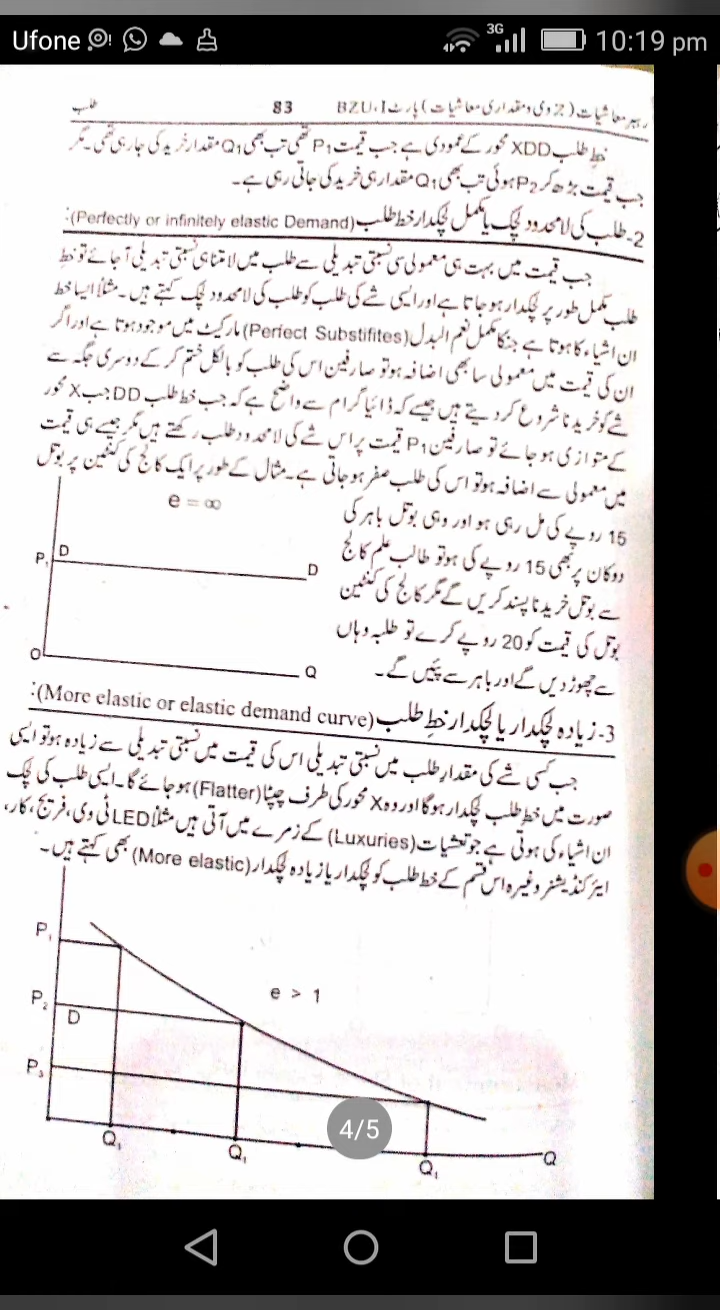 Ufone 3G 10:19 pm
رہبر معاشیات (جزوی و مقداری معاشیات) پارٹ BZU، I 83 طلب
خطِ طلب XDD محور کے عمودی ہے جب قیمت P1 تھی تب بھی Q1 مقدار خرید کی جا رہی تھی۔ مگر
جب قیمت بڑھ کر P2 ہوئی تب بھی Q1 مقدار ہی خرید کی جاتی رہی ہے۔
2- طلب کی لامحدود لچک یا مکمل لچکدار خط طلب (Perfectly or infinitely elastic Demand):
جب قیمت میں بہت ہی معمولی سی نسبتی تبدیلی سے طلب میں لامتناہی نسبتی تبدیلی آ جائے تو خطِ
طلب مکمل طور پر لچکدار ہو جاتا ہے اور ایسی شے کی طلب کو طلب کی لامحدود لچک کہتے ہیں۔ مثلاً ایسا خط
ان اشیاء کا ہوتا ہے جنکا مکمل نعم البدل (Perfect Substifites) مارکیٹ میں موجود ہوتا ہے اور اگر
ان کی قیمت میں معمولی سا بھی اضافہ ہو تو صارفین اس کی طلب کو بالکل ختم کر کے دوسری جگہ سے
شے کو خریدنا شروع کر دیتے ہیں جیسے کہ ڈائیاگرام سے واضح ہے کہ جب خط طلب DD جب X محور
کے متوازی ہو جائے تو صارفین P1 قیمت پر اس شے کی لامحدود طلب رکھتے ہیں مگر جیسے ہی قیمت
میں معمولی سے اضافہ ہو تو اس کی طلب صفر ہو جاتی ہے۔ مثال کے طور پر ایک کالج کی کنٹین پر بوتل
15 روپے کی مل رہی ہو اور وہی بوتل باہر کی
دوکان پر بھی 15 روپے کی ہو تو طالب علم کالج
سے بوتل خریدنا پسند کریں گے مگر کالج کی کنٹین
بوتل کی قیمت کو 20 روپے کرے تو طلبہ وہاں
سے چھوڑ دیں گے اور باہر سے پئیں گے۔
e = ∞
P1 D D
O Q
3- زیادہ لچکدار یا لچکدار خطِ طلب (More elastic or elastic demand curve):
جب کسی شے کی مقدارِ طلب میں نسبتی تبدیلی اس کی قیمت میں نسبتی تبدیلی سے زیادہ ہو تو ایسی
صورت میں خط طلب لچکدار ہوگا اور وہ X محور کی طرف چپٹا (Flatter) ہو جائے گا۔ ایسی طلب کی لچک
ان اشیاء کی ہوتی ہے جو تعیشات (Luxuries) کے زمرے میں آتی ہیں مثلاً LED ٹی وی، فریج، کار،
ایئر کنڈیشنر وغیرہ اس قسم کے خط طلب کو لچکدار یا زیادہ لچکدار (More elastic) بھی کہتے ہیں۔
P1
e > 1
P2
D
P3
4/5
Q1 Q1 Q1 Q